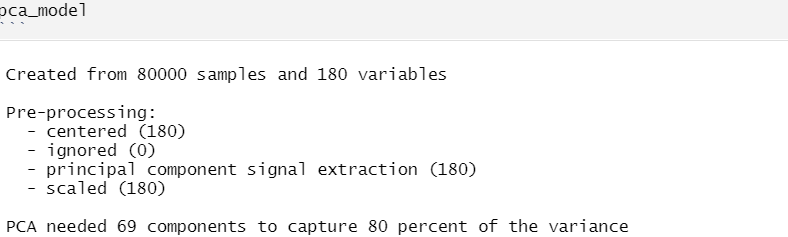 pca_model
```
Created from 80000 samples and 180 variables
Pre-processing:
- centered (180)
- ignored (0)
- principal component signal extraction (180)
- scaled (180)
PCA needed 69 components to capture 80 percent of the variance